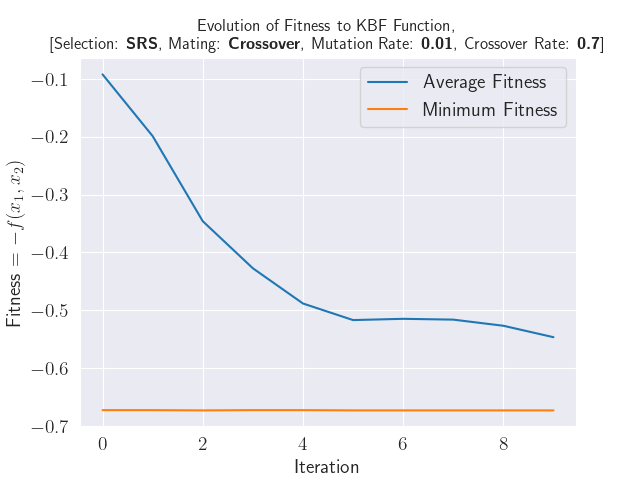 Evolution of Fitness to KBF Function,
[Selection: SRS, Mating: Crossover, Mutation Rate: 0.01, Crossover Rate: 0.7]
Average Fitness
Minimum Fitness
Fitness = −f(x₁, x₂)
−0.1
−0.2
−0.3
−0.4
−0.5
−0.6
−0.7
0 2 4 6 8
Iteration